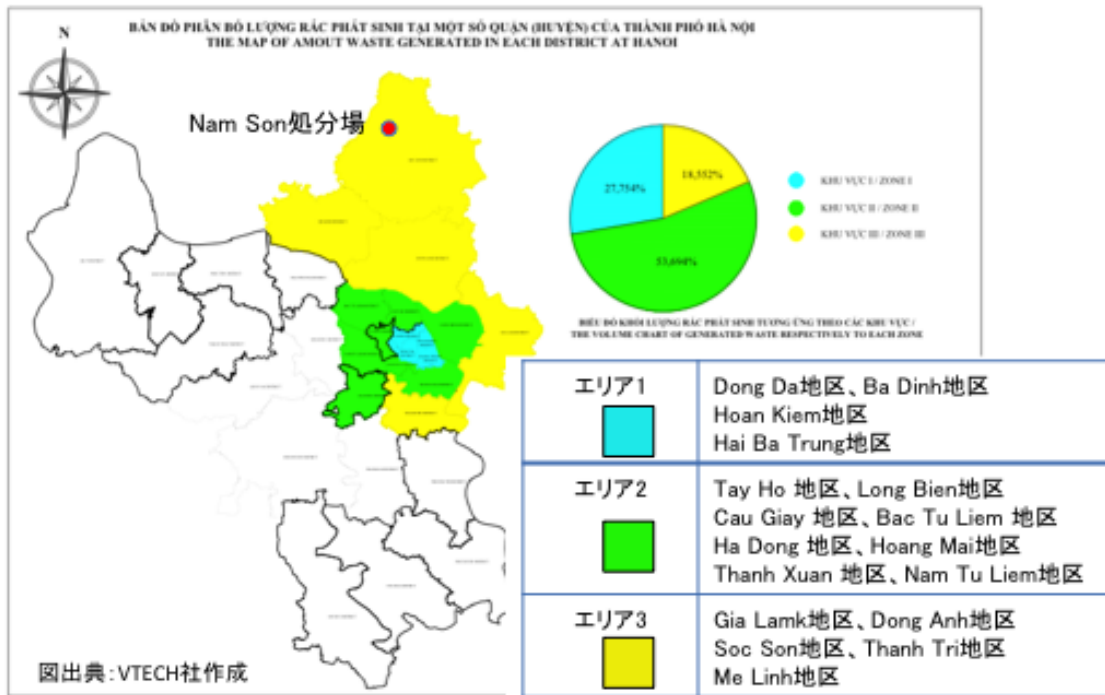 BẢN ĐỒ PHÂN BỐ LƯỢNG RÁC PHÁT SINH TẠI MỘT SỐ QUẬN (HUYỆN) CỦA THÀNH PHỐ HÀ NỘI
THE MAP OF AMOUT WASTE GENERATED IN EACH DISTRICT AT HANOI
N
Nam Son処分場
27,754%
18,552%
53,694%
KHU VỰC I / ZONE I
KHU VỰC II / ZONE II
KHU VỰC III / ZONE III
BIỂU ĐỒ KHỐI LƯỢNG RÁC PHÁT SINH TƯƠNG ỨNG THEO CÁC KHU VỰC /
THE VOLUME CHART OF GENERATED WASTE RESPECTIVELY TO EACH ZONE
エリア1
Dong Da地区、Ba Dinh地区
Hoan Kiem地区
Hai Ba Trung地区
エリア2
Tay Ho 地区、Long Bien地区
Cau Giay 地区、Bac Tu Liem 地区
Ha Dong 地区、Hoang Mai地区
Thanh Xuan 地区、Nam Tu Liem地区
エリア3
Gia Lamk地区、Dong Anh地区
Soc Son地区、Thanh Tri地区
Me Linh地区
図出典:VTECH社作成